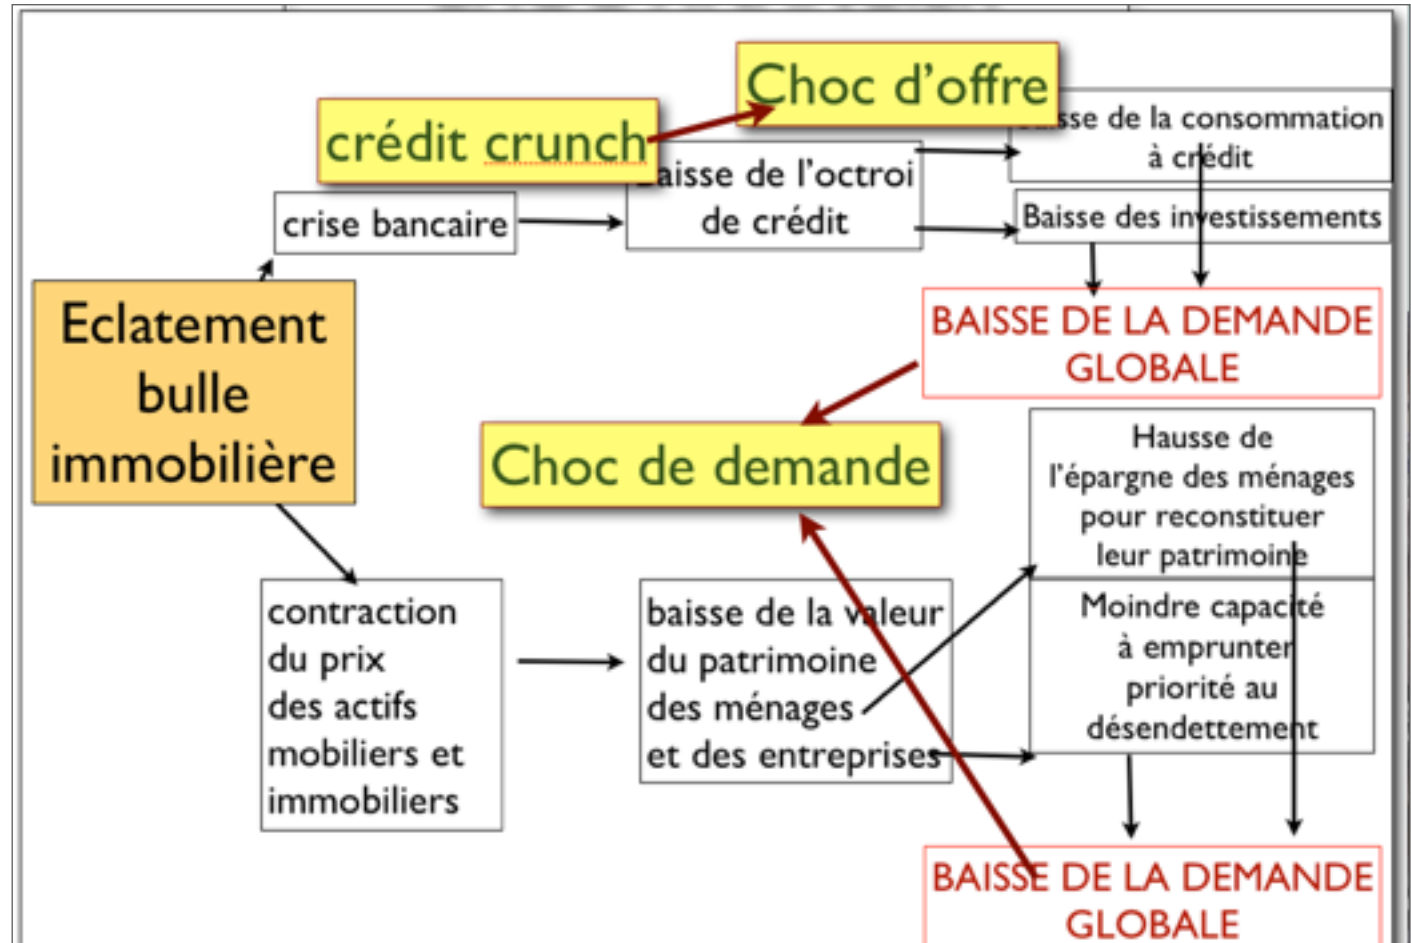 Choc d'offre
crédit crunch
isse de la consommation
à crédit
aisse de l'octroi
de crédit
crise bancaire
Baisse des investissements
Eclatement
bulle
immobilière
BAISSE DE LA DEMANDE
GLOBALE
Choc de demande
Hausse de
l'épargne des ménages
pour reconstituer
leur patrimoine
Moindre capacité
à emprunter
priorité au
désendettement
contraction
du prix
des actifs
mobiliers et
immobiliers
baisse de la valeur
du patrimoine
des ménages
et des entreprises
BAISSE DE LA DEMANDE
GLOBALE